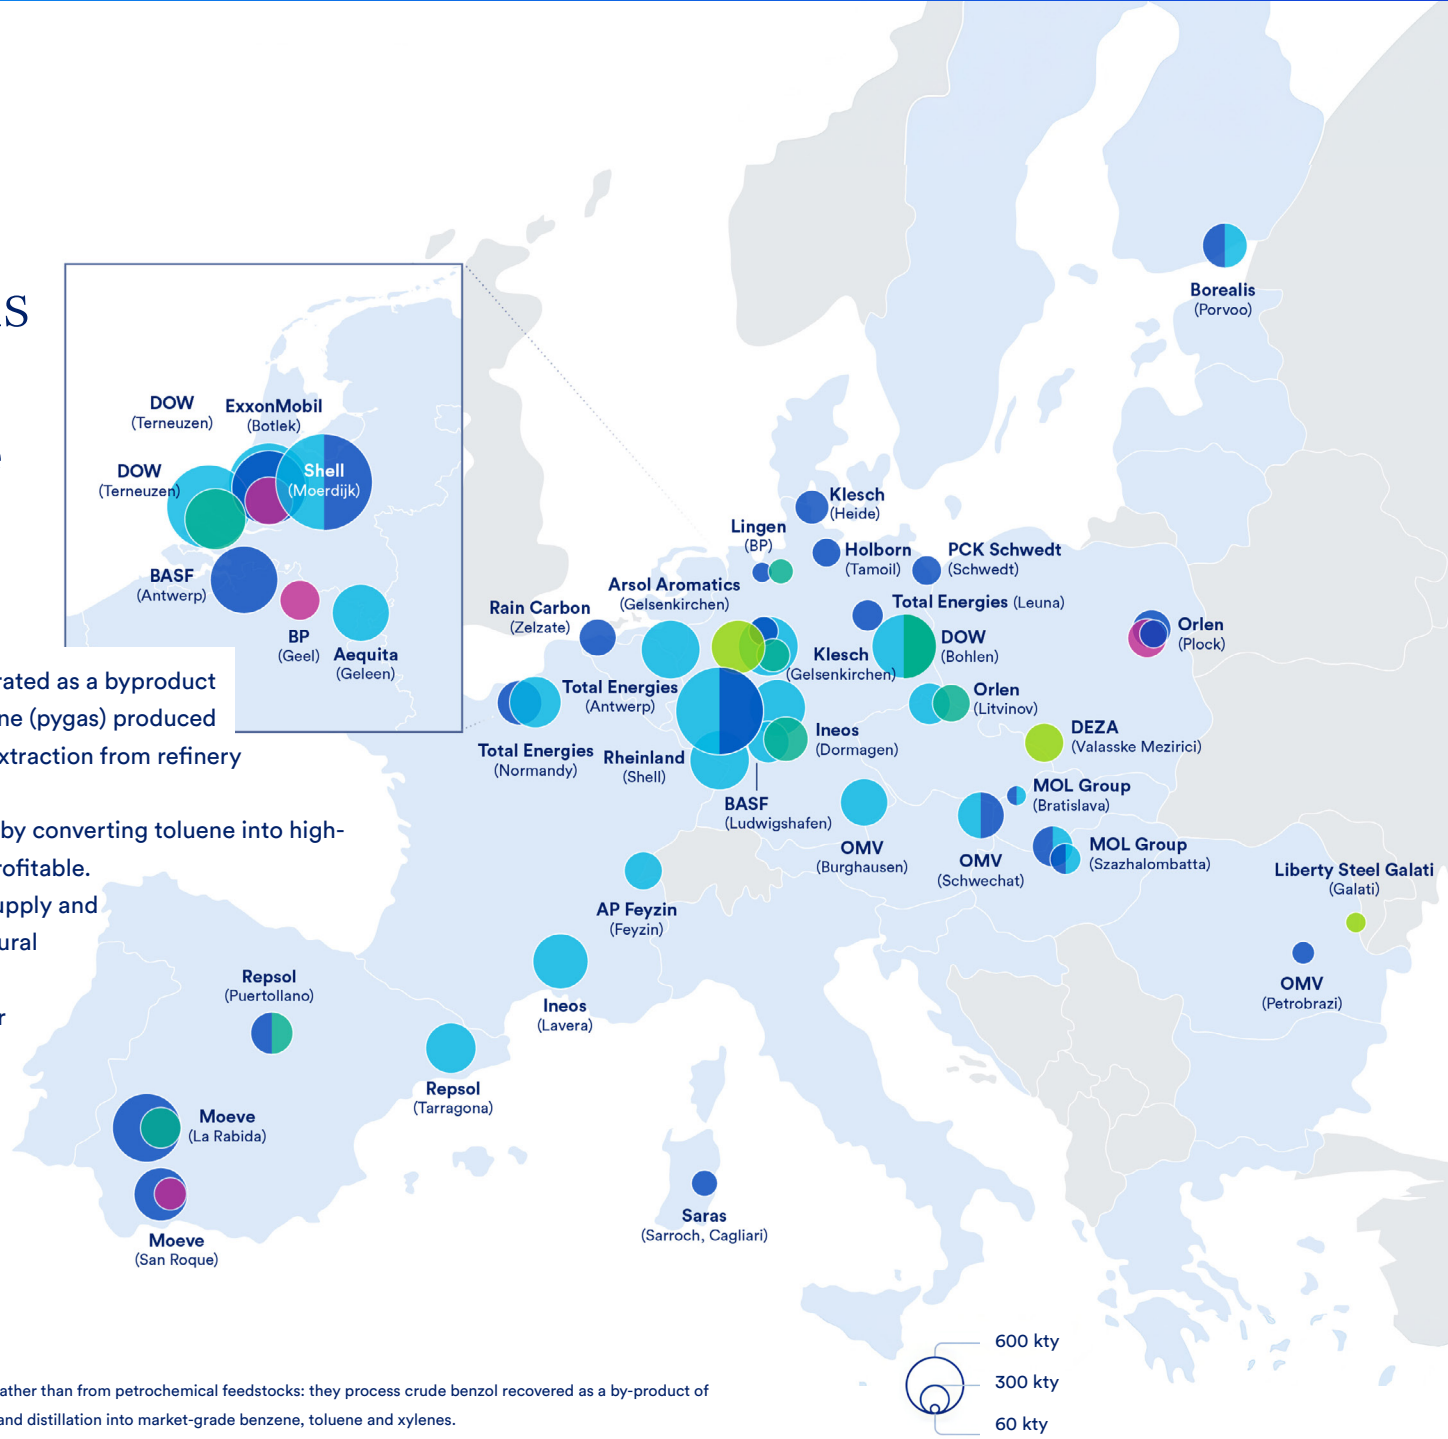 Borealis
(Porvoo)
DOW
(Terneuzen)
ExxonMobil
(Botlek)
DOW
(Terneuzen)
Shell
(Moerdijk)
BASF
(Antwerp)
BP
(Geel)
Aequita
(Geleen)
Klesch
(Heide)
Lingen
(BP)
Holborn
(Tamoil)
PCK Schwedt
(Schwedt)
Arsol Aromatics
(Gelsenkirchen)
Total Energies (Leuna)
Rain Carbon
(Zelzate)
Orlen
(Plock)
DOW
(Bohlen)
Klesch
(Gelsenkirchen)
Total Energies
(Antwerp)
Orlen
(Litvinov)
DEZA
(Valasske Mezirici)
Ineos
(Dormagen)
Total Energies
(Normandy)
Rheinland
(Shell)
BASF
(Ludwigshafen)
MOL Group
(Bratislava)
OMV
(Burghausen)
OMV
(Schwechat)
MOL Group
(Szazhalombatta)
Liberty Steel Galati
(Galati)
AP Feyzin
(Feyzin)
OMV
(Petrobrazi)
Ineos
(Lavera)
Repsol
(Puertollano)
Repsol
(Tarragona)
Moeve
(La Rabida)
Moeve
(San Roque)
Saras
(Sarroch, Cagliari)
rated as a byproduct
ne (pygas) produced
xtraction from refinery
by converting toluene into high-
rofitable.
upply and
ural
r
600 kty
300 kty
60 kty
ather than from petrochemical feedstocks: they process crude benzol recovered as a by-product of
and distillation into market-grade benzene, toluene and xylenes.